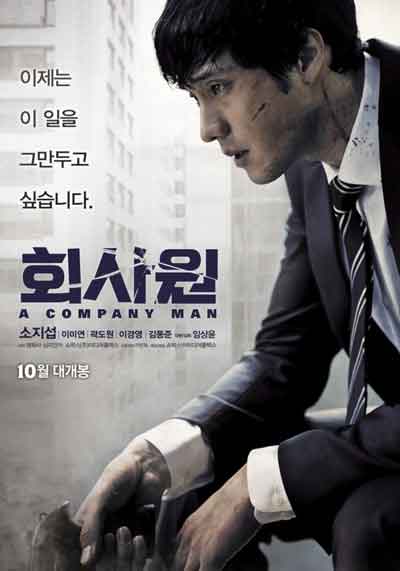 이제는
이 일을
그만두고
싶습니다.
회사원
A COMPANY MAN
소지섭 | 이미연 | 곽도원 | 이경영 | 김동준 임상윤
10월 대개봉